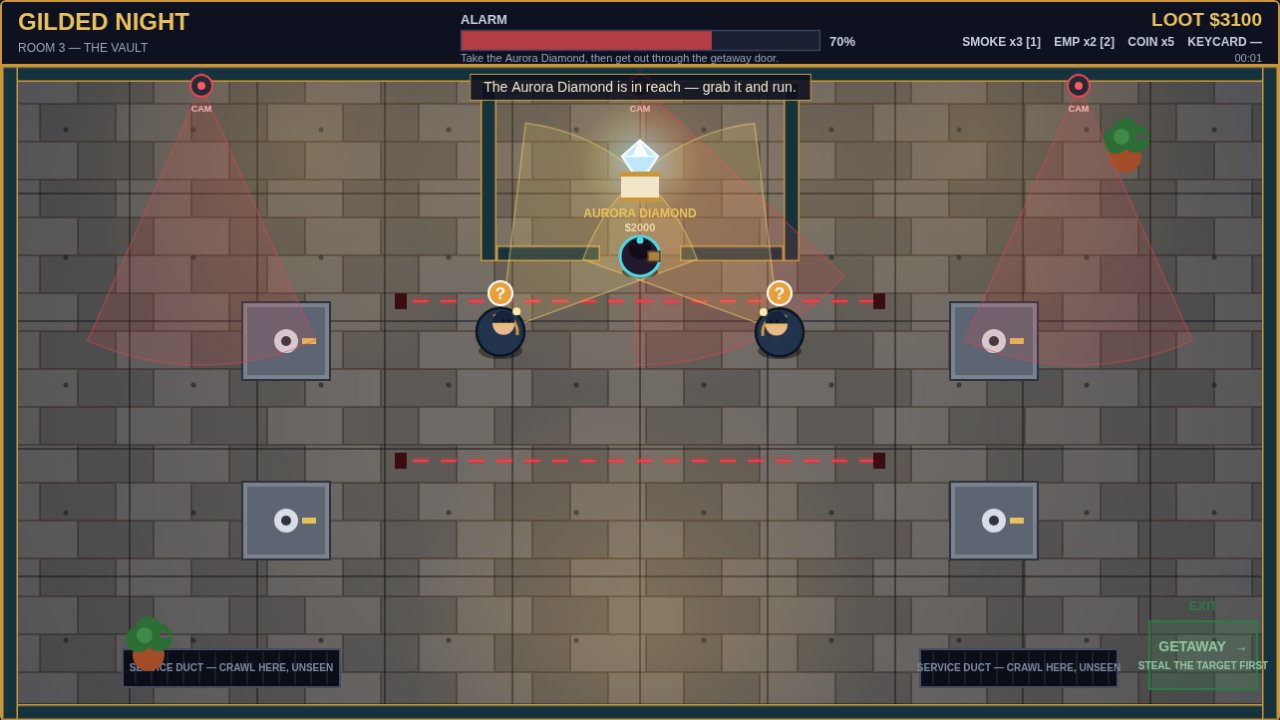 GILDED NIGHT
ROOM 3 — THE VAULT
ALARM
70%
Take the Aurora Diamond, then get out through the getaway door.
LOOT $3100
SMOKE x3 [1] EMP x2 [2] COIN x5 KEYCARD —
00:01
The Aurora Diamond is in reach — grab it and run.
CAM
CAM
CAM
AURORA DIAMOND
$2000
?
?
EXIT
GETAWAY →
STEAL THE TARGET FIRST
SERVICE DUCT — CRAWL HERE, UNSEEN
SERVICE DUCT — CRAWL HERE, UNSEEN